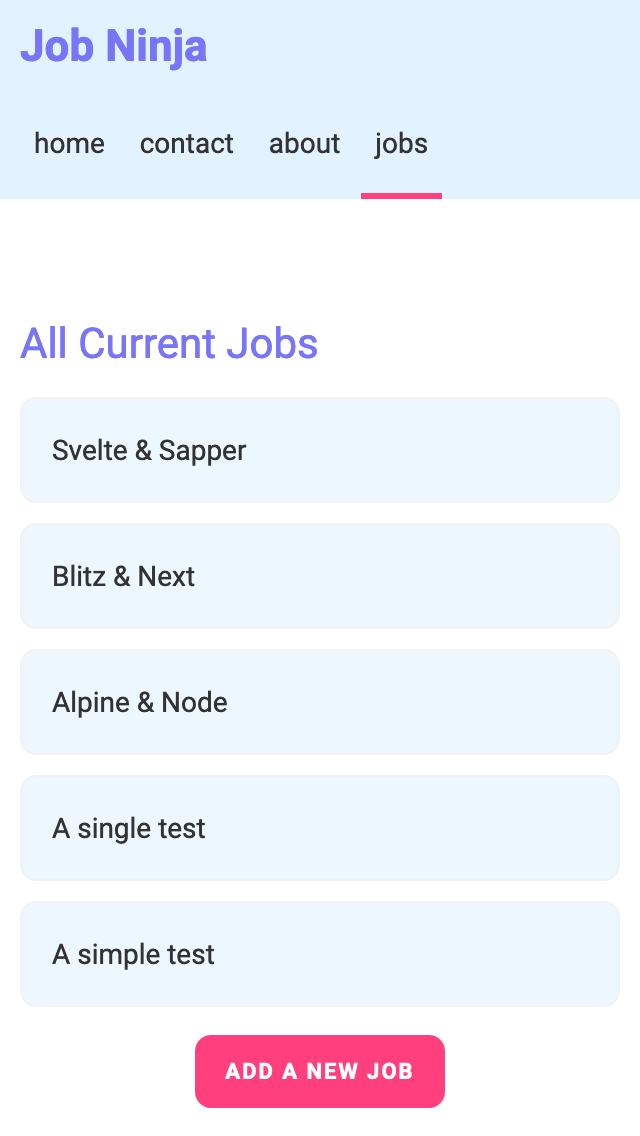 Job Ninja
home contact about jobs
All Current Jobs
Svelte & Sapper
Blitz & Next
Alpine & Node
A single test
A simple test
ADD A NEW JOB